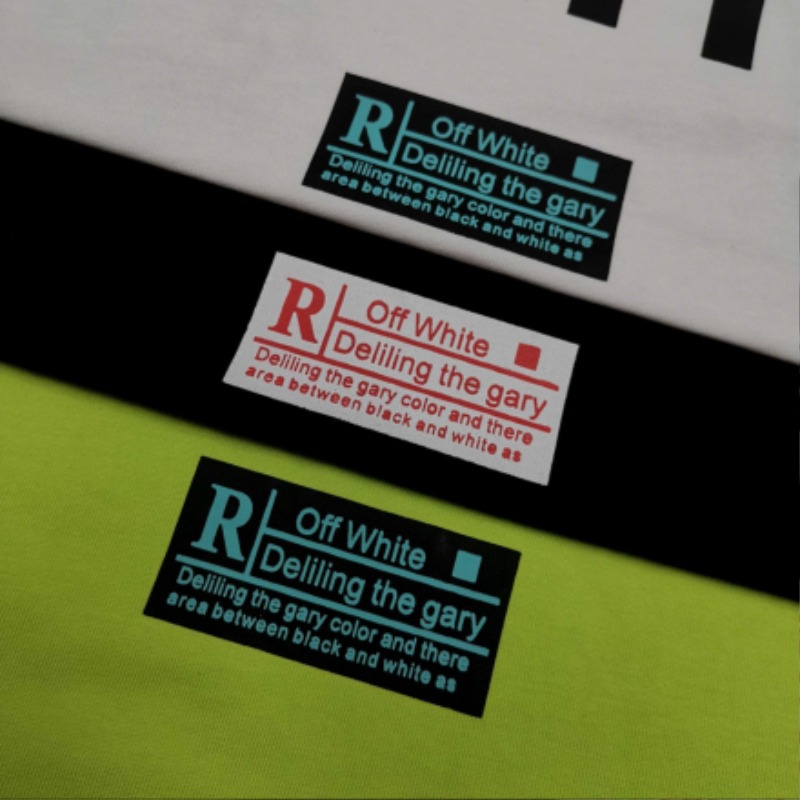 R
Off White
Deliling the gary
Deliling the gary color and there
area between black and white as
R
Off White
Deliling the gary
Deliling the gary color and there
area between black and white as
R
Off White
Deliling the gary
Deliling the gary color and there
area between black and white as